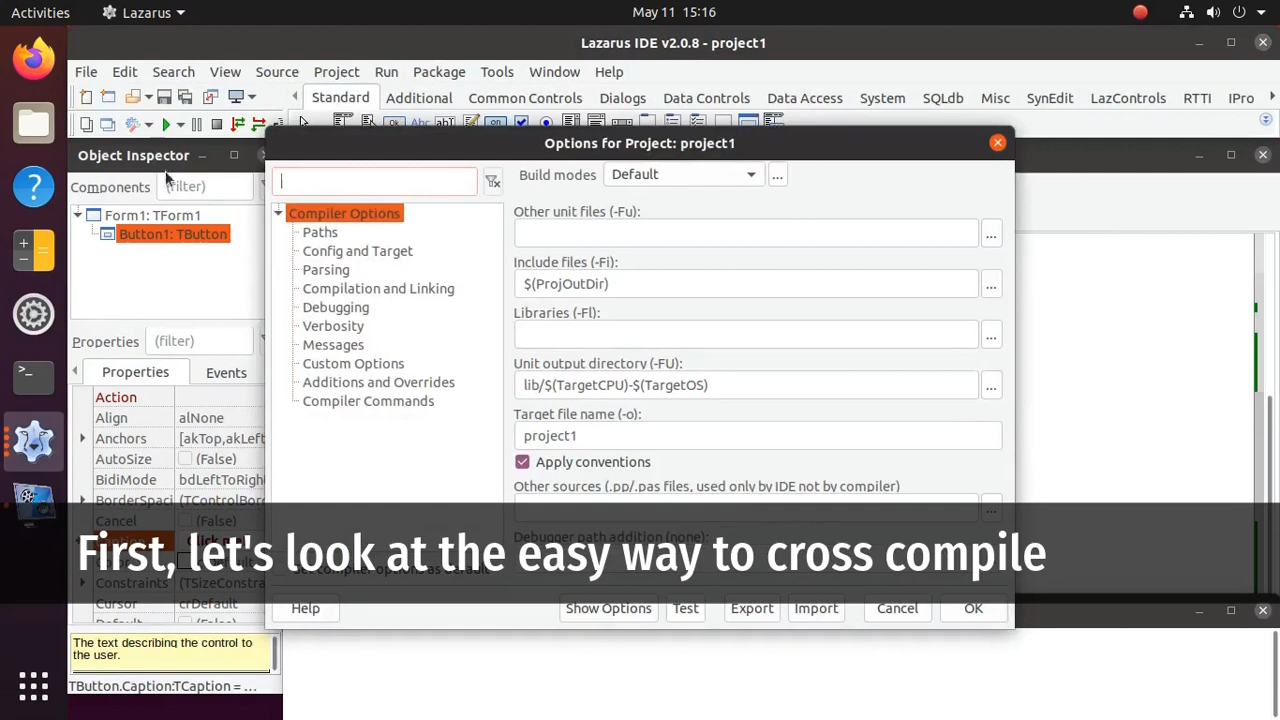 Activities
Lazarus
May 11 15:16
Lazarus IDE v2.0.8 - project1
File Edit Search View Source Project Run Package Tools Window Help
Standard Additional Common Controls Dialogs Data Controls Data Access System SQLdb Misc SynEdit LazControls RTTI IPro
Object Inspector
Components
(filter)
Form1: TForm1
Button1: TButton
Properties
(filter)
Properties Events
Action
Align alNone
Anchors [akTop,akLeft
AutoSize (False)
BidiMode bdLeftToRigh
BorderSpaci (TControlBor
Cancel (False)
Constraints (TSizeConstra
Cursor crDefault
Default
The text describing the control to
the user.
TButton.Caption:TCaption = ...
Options for Project: project1
Build modes Default ...
Compiler Options
Paths
Config and Target
Parsing
Compilation and Linking
Debugging
Verbosity
Messages
Custom Options
Additions and Overrides
Compiler Commands
Other unit files (-Fu):
...
Include files (-Fi):
$(ProjOutDir) ...
Libraries (-Fl):
...
Unit output directory (-FU):
lib/$(TargetCPU)-$(TargetOS) ...
Target file name (-o):
project1
Apply conventions
Other sources (.pp/.pas files, used only by IDE not by compiler)
...
Debugger path addition (none):
First, let's look at the easy way to cross compile
Help Show Options Test Export Import Cancel OK